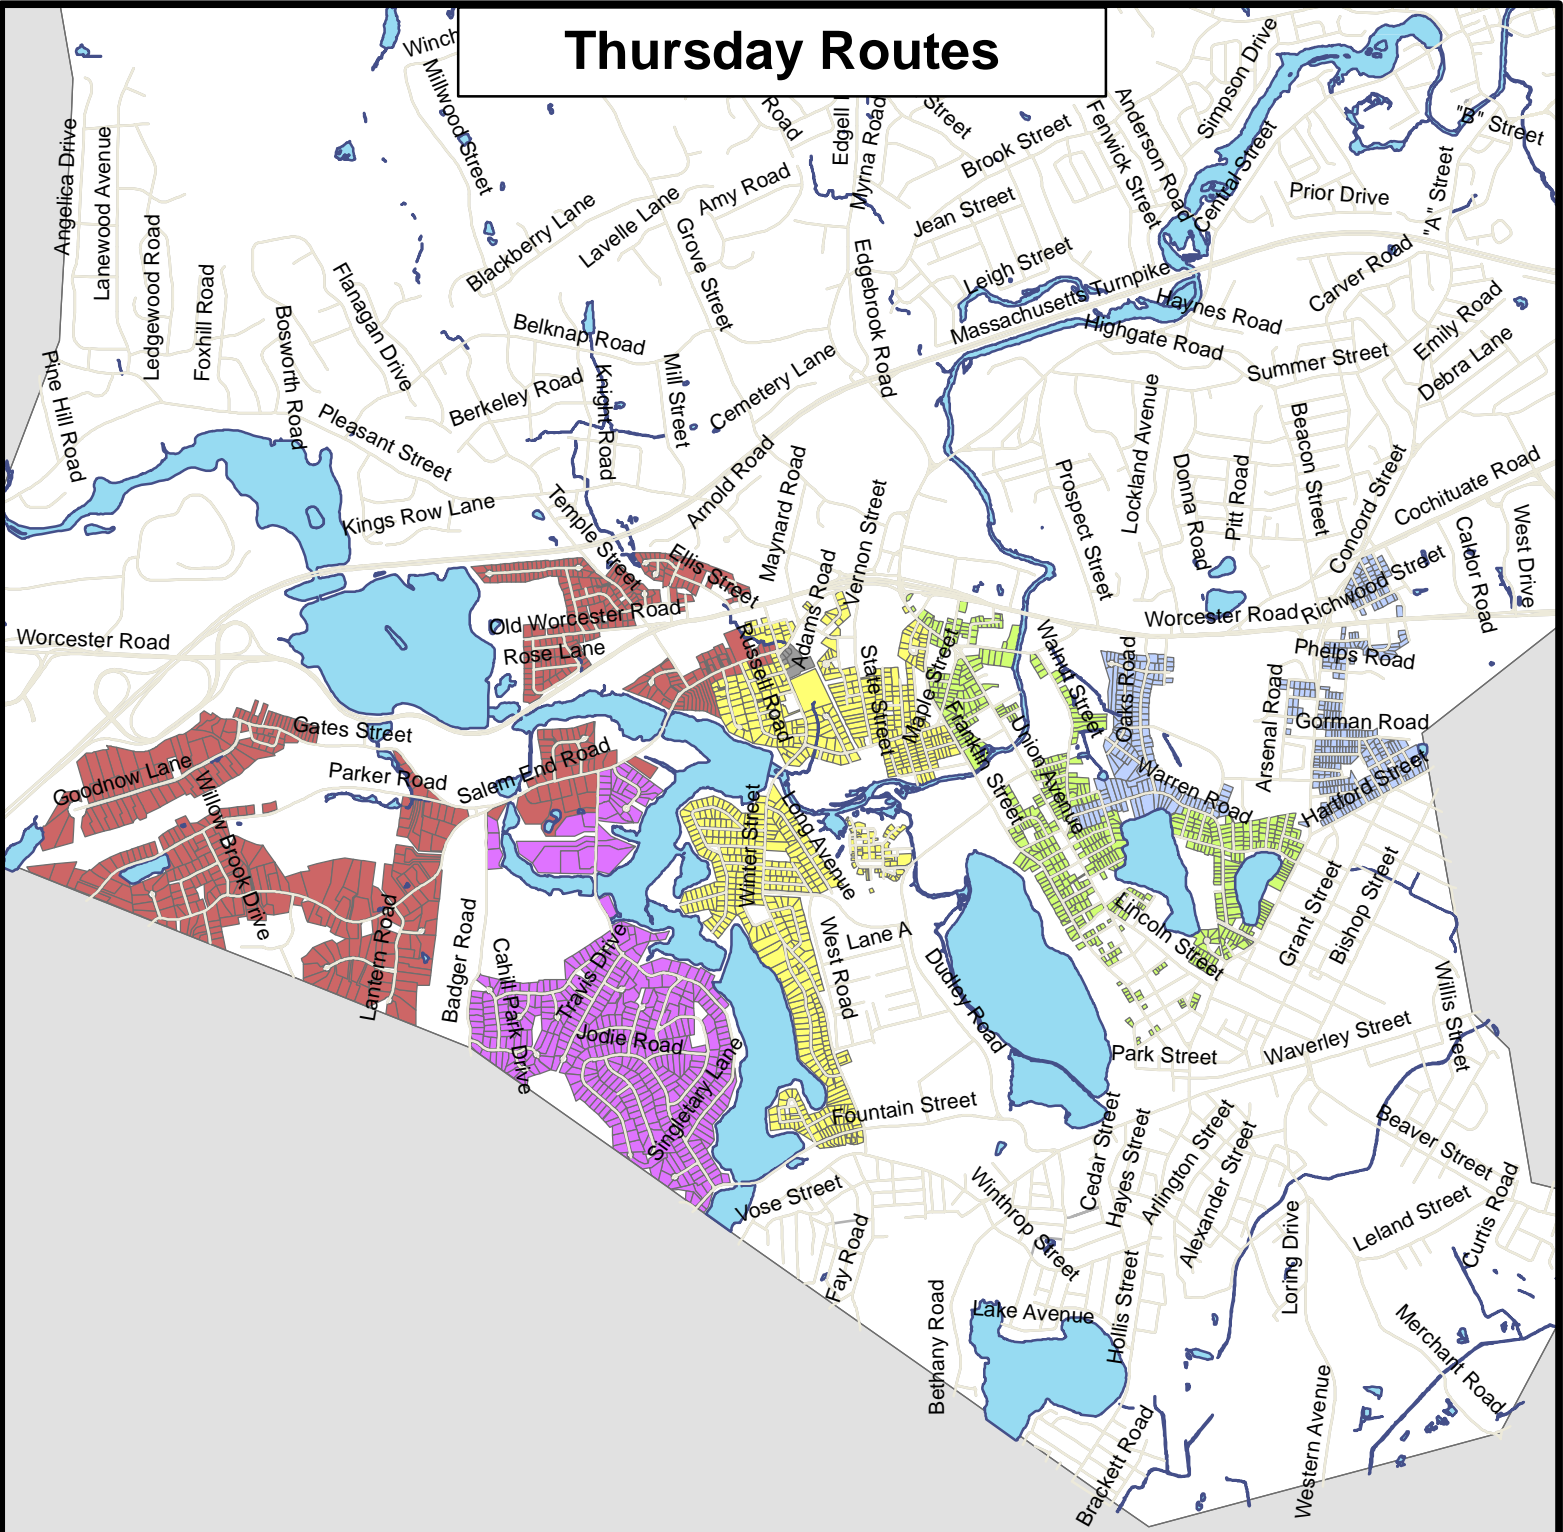 Thursday Routes
Winch
Millwood Street
Road
Edgell
Myrna Road
Street
Brook Street
Fenwick Street
Anderson Road
Simpson Drive
Central Street
"B" Street
Angelica Drive
Lanewood Avenue
Ledgewood Road
Foxhill Road
Blackberry Lane
Lavelle Lane
Amy Road
Grove Street
Jean Street
Leigh Street
Prior Drive
"A" Street
Flanagan Drive
Bosworth Road
Belknap Road
Edgebrook Road
Massachusetts Turnpike
Haynes Road
Highgate Road
Carver Road
Emily Road
Summer Street
Debra Lane
Pine Hill Road
Pleasant Street
Berkeley Road
Knight Road
Mill Street
Cemetery Lane
Kings Row Lane
Temple Street
Arnold Road
Maynard Road
Vernon Street
Prospect Street
Lockland Avenue
Donna Road
Pitt Road
Beacon Street
Concord Street
Cochituate Road
Caldor Road
West Drive
Ellis Street
Adams Road
Richwood Street
Worcester Road
Old Worcester Road
Worcester Road
Rose Lane
Russell Road
State Street
Maple Street
Walnut Street
Oaks Road
Phelps Road
Arsenal Road
Gorman Road
Gates Street
Franklin Street
Union Avenue
Goodnow Lane
Parker Road
Salem End Road
Warren Road
Hartford Street
Willow Brook Drive
Winter Street
Long Avenue
Grant Street
Bishop Street
Lantern Road
Badger Road
Cahill Park Drive
Travis Drive
West Road
Lane A
Dudley Road
Lincoln Street
Willis Street
Jodie Road
Singletary Lane
Park Street
Waverley Street
Fountain Street
Cedar Street
Hayes Street
Arlington Street
Alexander Street
Beaver Street
Vose Street
Winthrop Street
Fay Road
Loring Drive
Leland Street
Curtis Road
Bethany Road
Lake Avenue
Hollis Street
Merchant Road
Brackett Road
Western Avenue